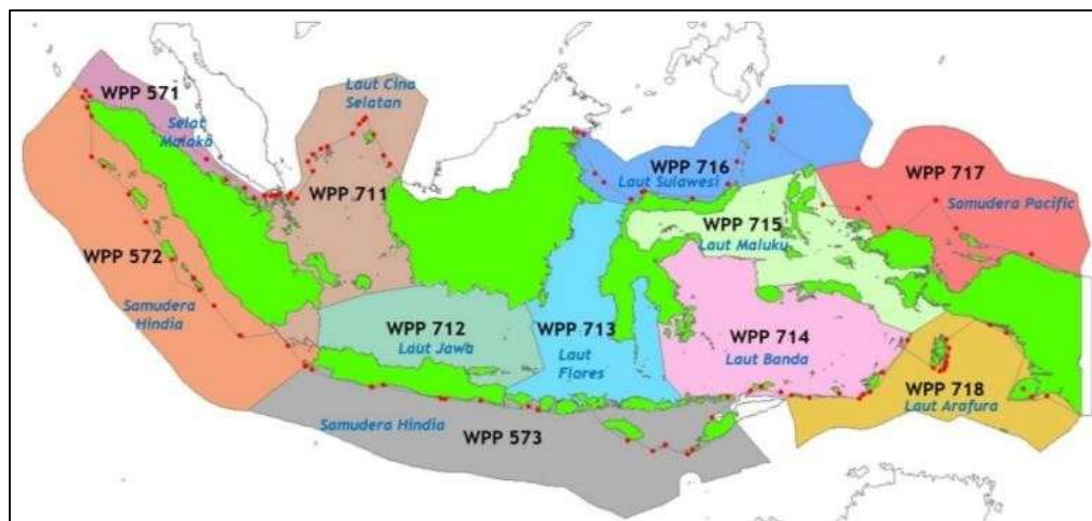 WPP 571
Selat
Malaka
Laut Cina
Selatan
WPP 711
WPP 572
Samudera
Hindia
WPP 712
Laut Jawa
WPP 713
Laut
Flores
WPP 716
Laut Sulawesi
WPP 715
Laut Maluku
WPP 717
Samudera Pacific
WPP 714
Laut Banda
WPP 718
Laut Arafura
Samudera Hindia
WPP 573